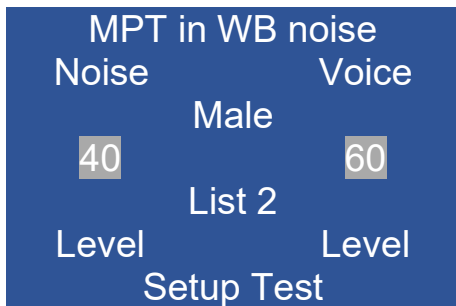 MPT in WB noise
Noise Voice
Male
40 60
List 2
Level Level
Setup Test